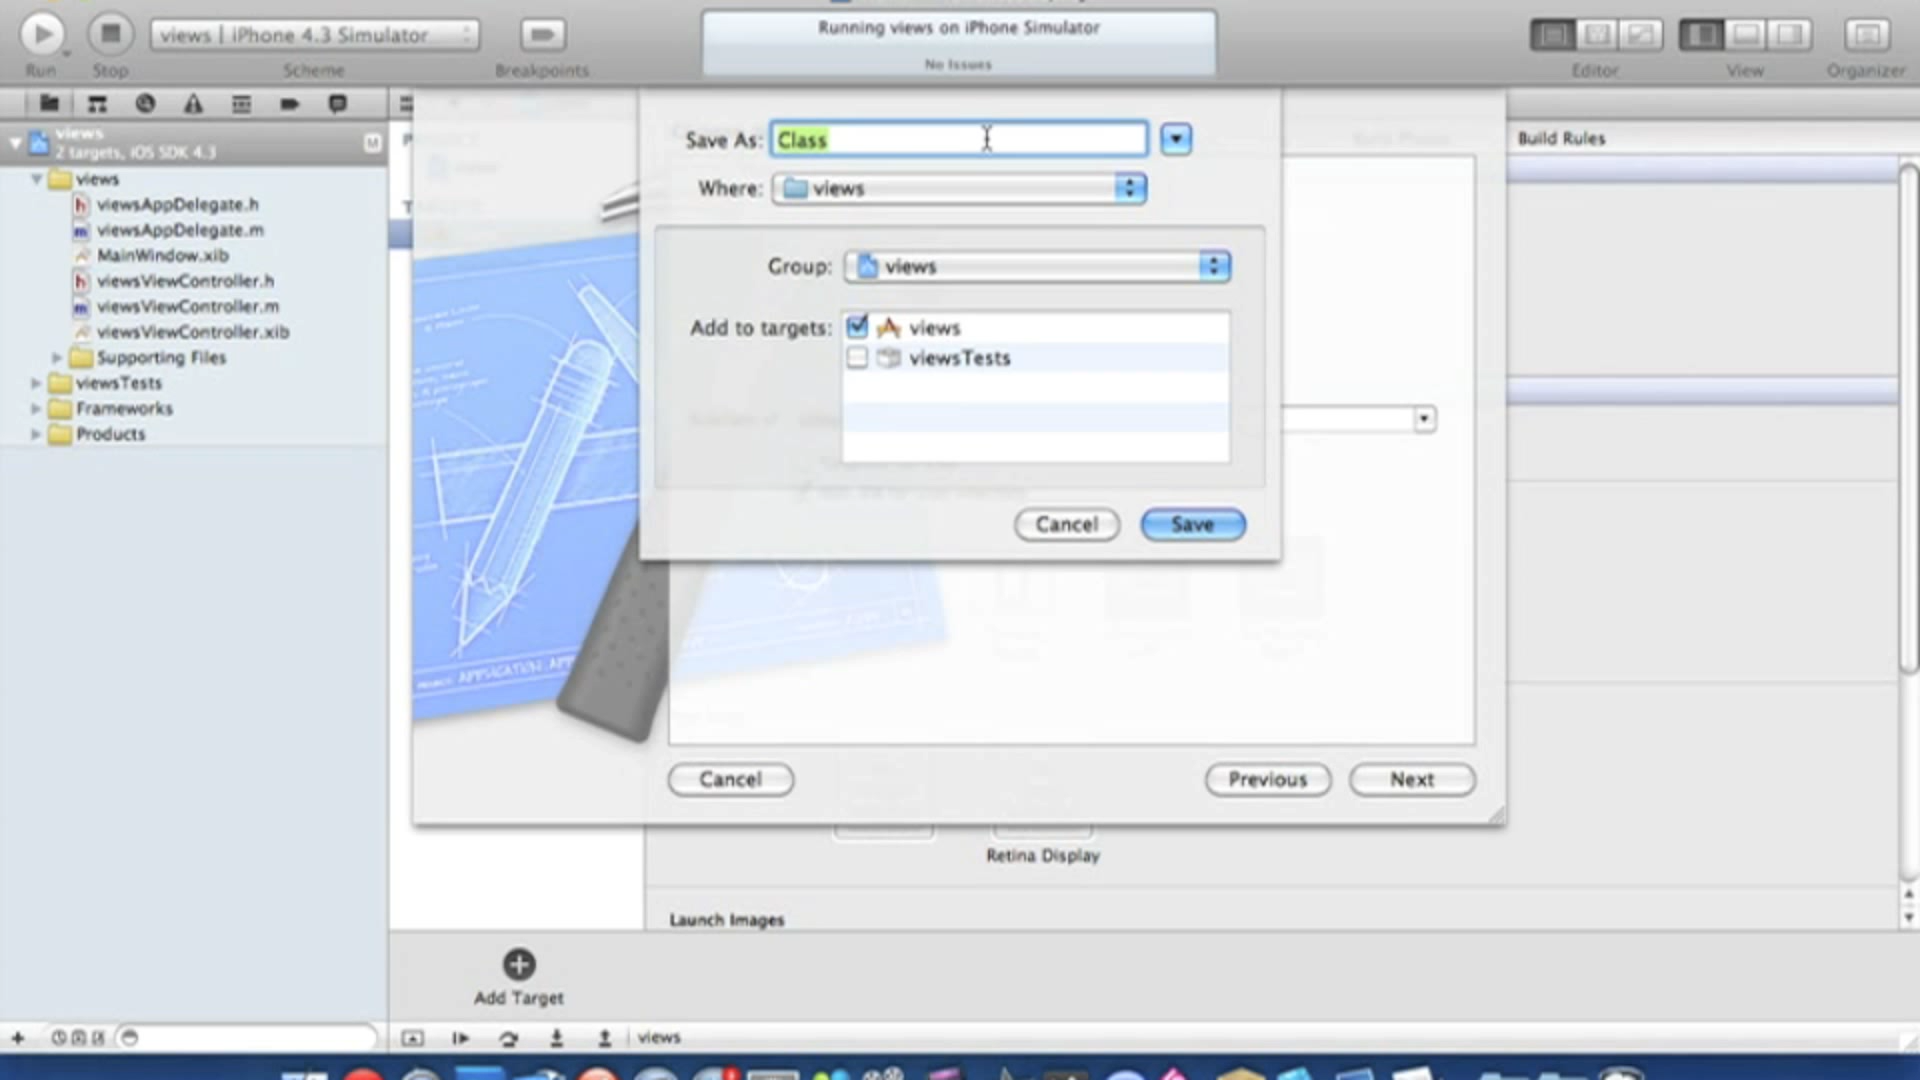 views | iPhone 4.3 Simulator
Running views on iPhone Simulator
No Issues
Run
Stop
Scheme
Breakpoints
Editor
View
Organizer
views
2 targets, iOS SDK 4.3
M
views
viewsAppDelegate.h
viewsAppDelegate.m
MainWindow.xib
viewsViewController.h
viewsViewController.m
viewsViewController.xib
Supporting Files
viewsTests
Frameworks
Products
Save As: Class
Where: views
Group: views
Add to targets: views
viewsTests
Cancel
Save
Build Rules
Cancel
Previous
Next
Retina Display
Launch Images
Add Target
views